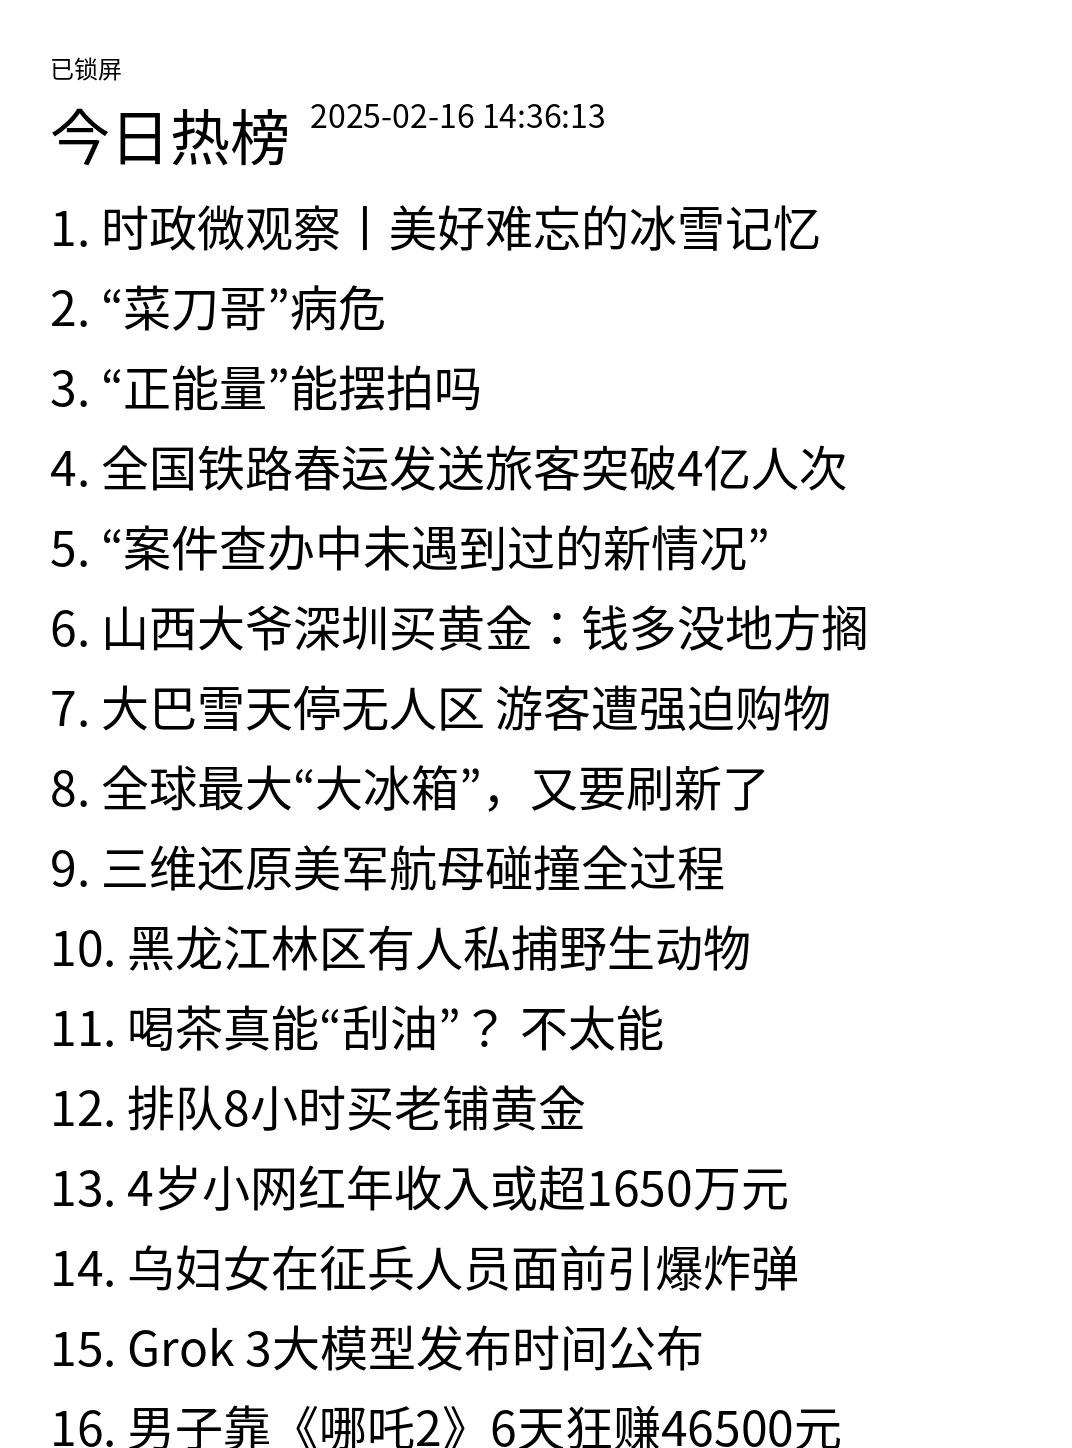 已锁屏
今日热榜 2025-02-16 14:36:13
1. 时政微观察丨美好难忘的冰雪记忆
2. “菜刀哥”病危
3. “正能量”能摆拍吗
4. 全国铁路春运发送旅客突破4亿人次
5. “案件查办中未遇到过的新情况”
6. 山西大爷深圳买黄金：钱多没地方搁
7. 大巴雪天停无人区 游客遭强迫购物
8. 全球最大“大冰箱”，又要刷新了
9. 三维还原美军航母碰撞全过程
10. 黑龙江林区有人私捕野生动物
11. 喝茶真能“刮油”？不太能
12. 排队8小时买老铺黄金
13. 4岁小网红年收入或超1650万元
14. 乌妇女在征兵人员面前引爆炸弹
15. Grok 3大模型发布时间公布
16. 男子靠《哪吒2》6天狂赚46500元